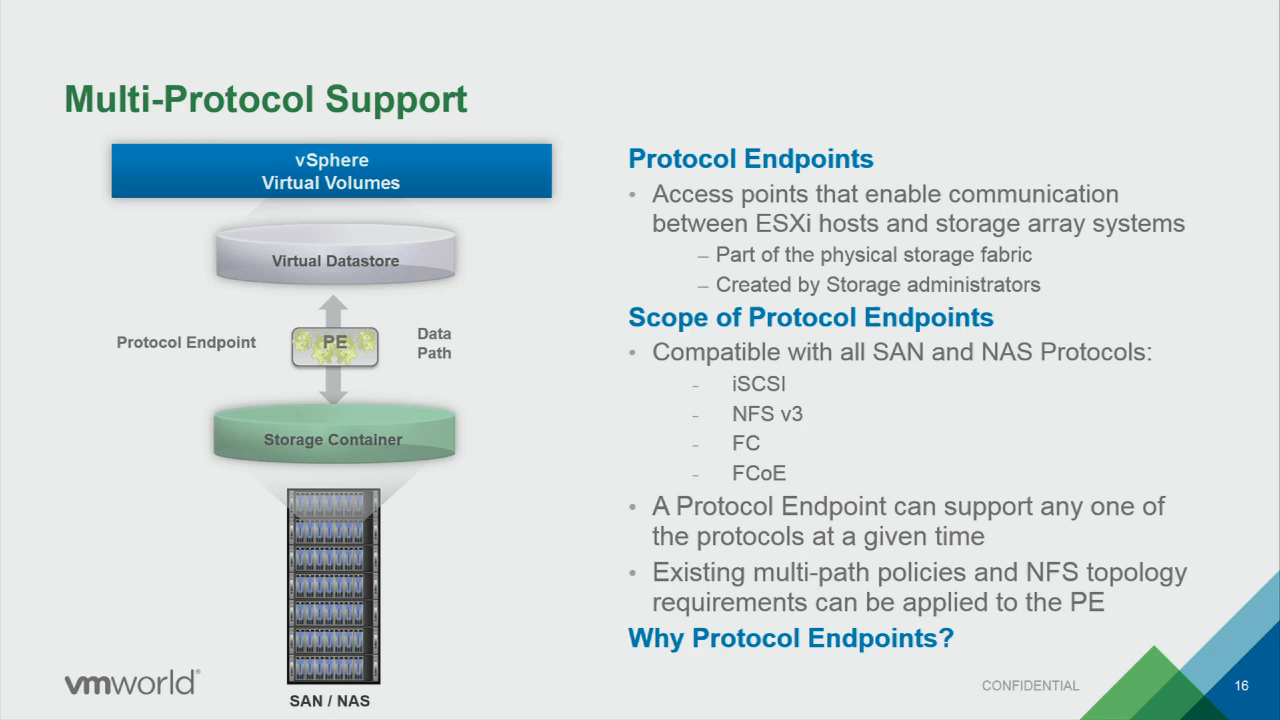 Multi-Protocol Support
vSphere
Virtual Volumes
Virtual Datastore
Protocol Endpoint
PE
Data
Path
Storage Container
SAN / NAS
Protocol Endpoints
• Access points that enable communication
between ESXi hosts and storage array systems
– Part of the physical storage fabric
– Created by Storage administrators
Scope of Protocol Endpoints
• Compatible with all SAN and NAS Protocols:
- iSCSI
- NFS v3
- FC
- FCoE
• A Protocol Endpoint can support any one of
the protocols at a given time
• Existing multi-path policies and NFS topology
requirements can be applied to the PE
Why Protocol Endpoints?
vmworld®
CONFIDENTIAL
16